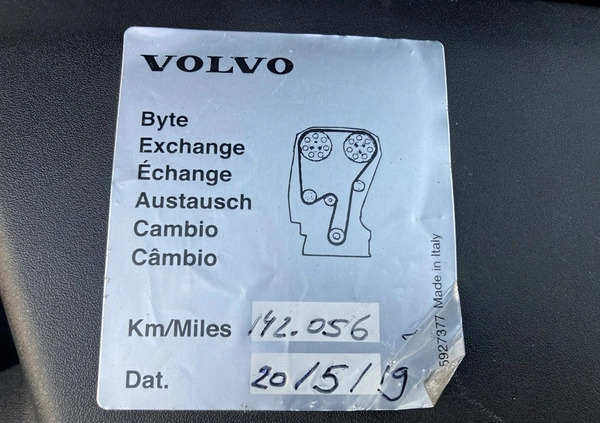 VOLVO
Byte
Exchange
Échange
Austausch
Cambio
Câmbio
Km/Miles 142.056
Dat. 20/5/19
5927377 Made in Italy